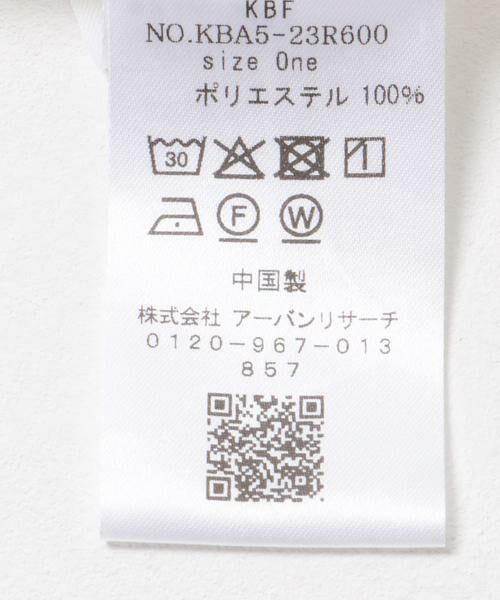 KBF
NO.KBA5-23R600
size One
ポリエステル 100%
30
F W
中国製
株式会社 アーバンリサーチ
0120-967-013
857